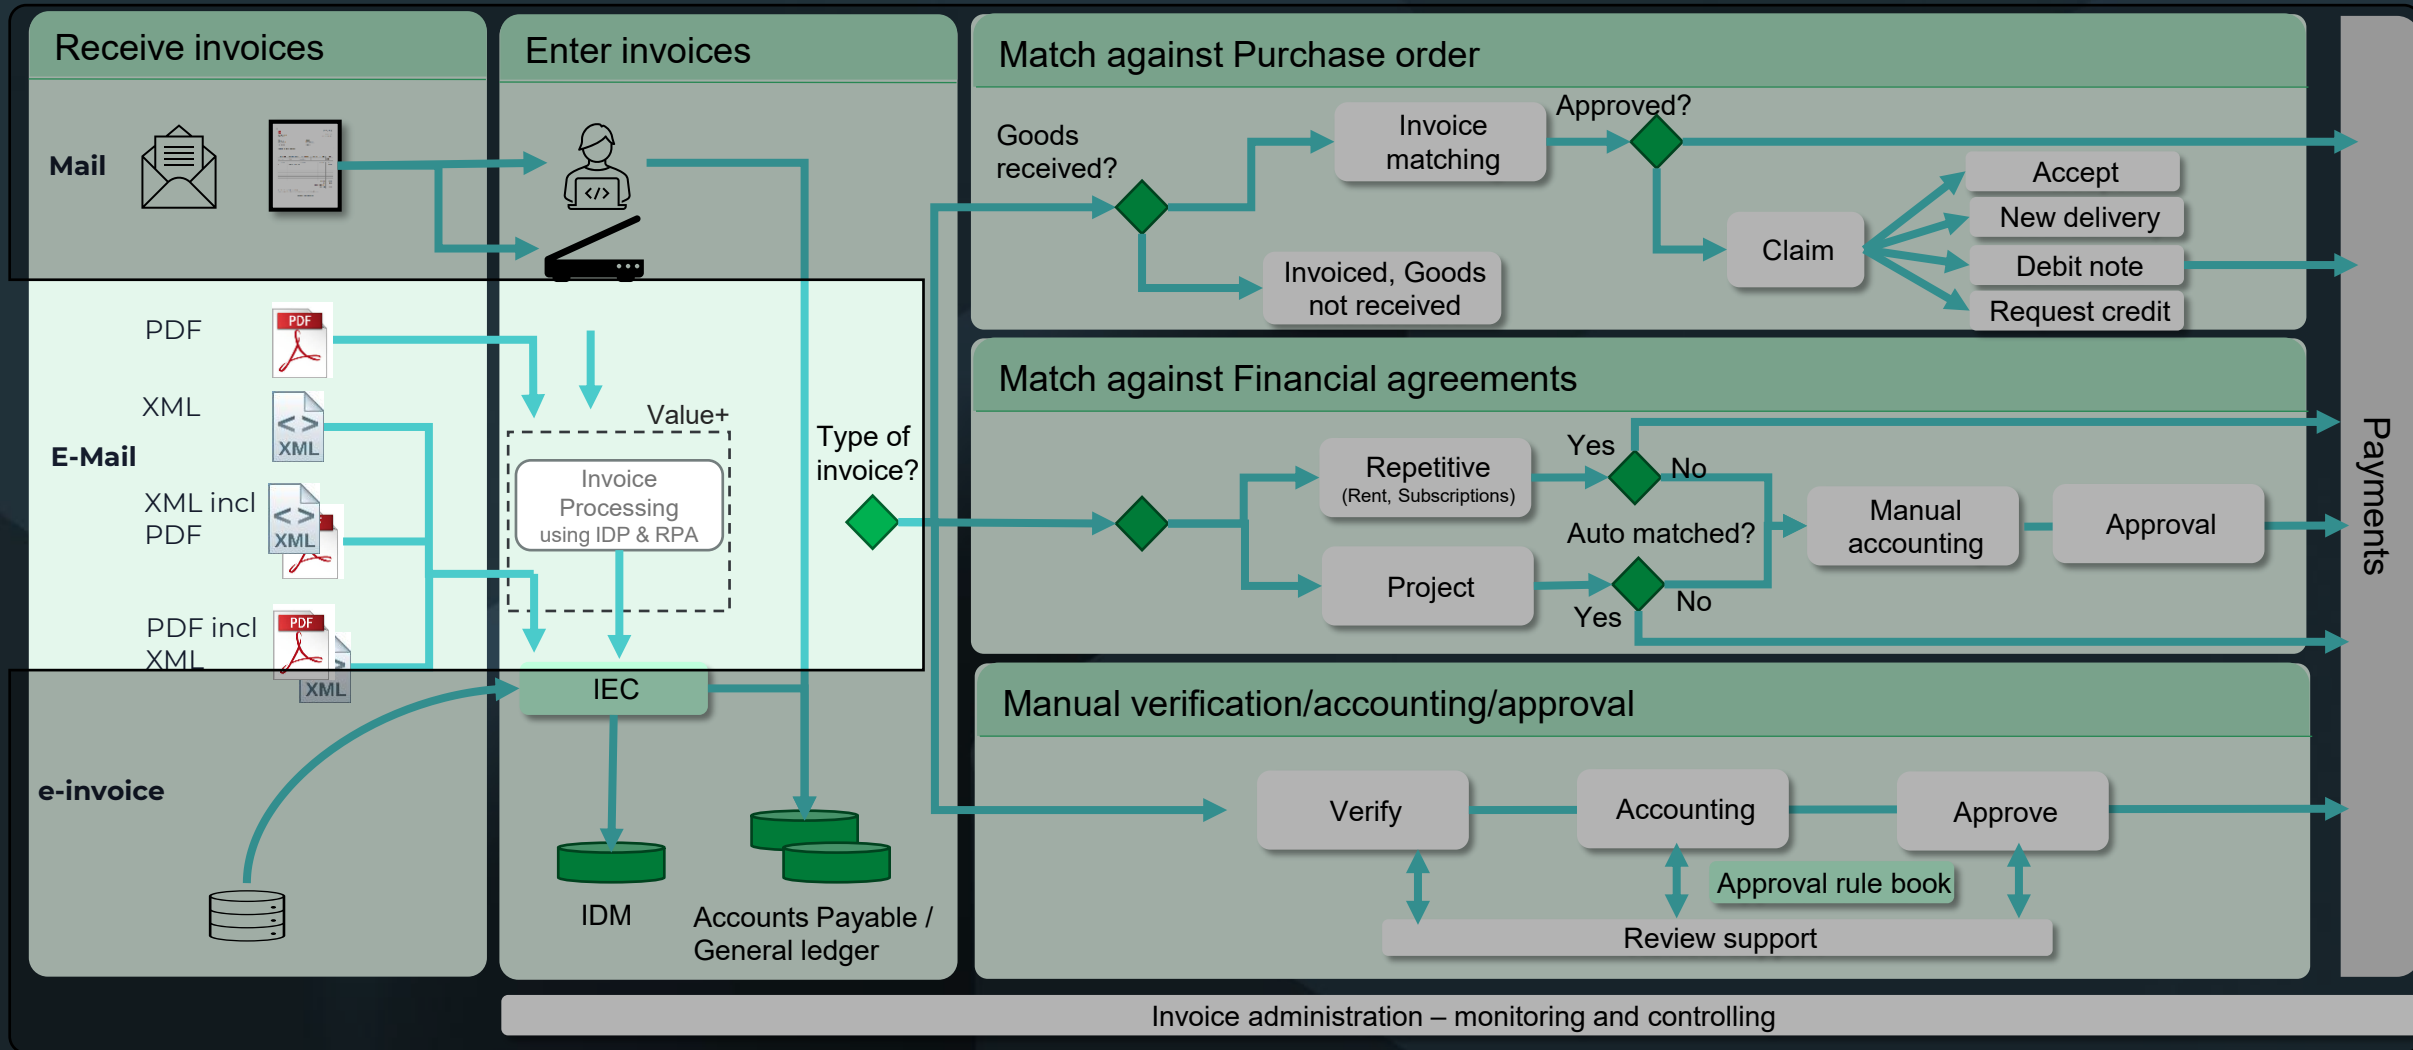 Receive invoices
Enter invoices
Match against Purchase order
Mail
</>
Goods
received?
Invoice
matching
Approved?
Accept
New delivery
Claim
Debit note
Request credit
Invoiced, Goods
not received
PDF
PDF
XML
<>
XML
E-Mail
XML incl
PDF
<>
XML
PDF incl
XML
PDF
>
XML
Value+
Invoice
Processing
using IDP & RPA
Type of
invoice?
Match against Financial agreements
Repetitive
(Rent, Subscriptions)
Yes
No
Auto matched?
Manual
accounting
Approval
Project
Yes
No
Payments
e-invoice
IEC
IDM
Accounts Payable /
General ledger
Manual verification/accounting/approval
Verify
Accounting
Approve
Approval rule book
Review support
Invoice administration – monitoring and controlling